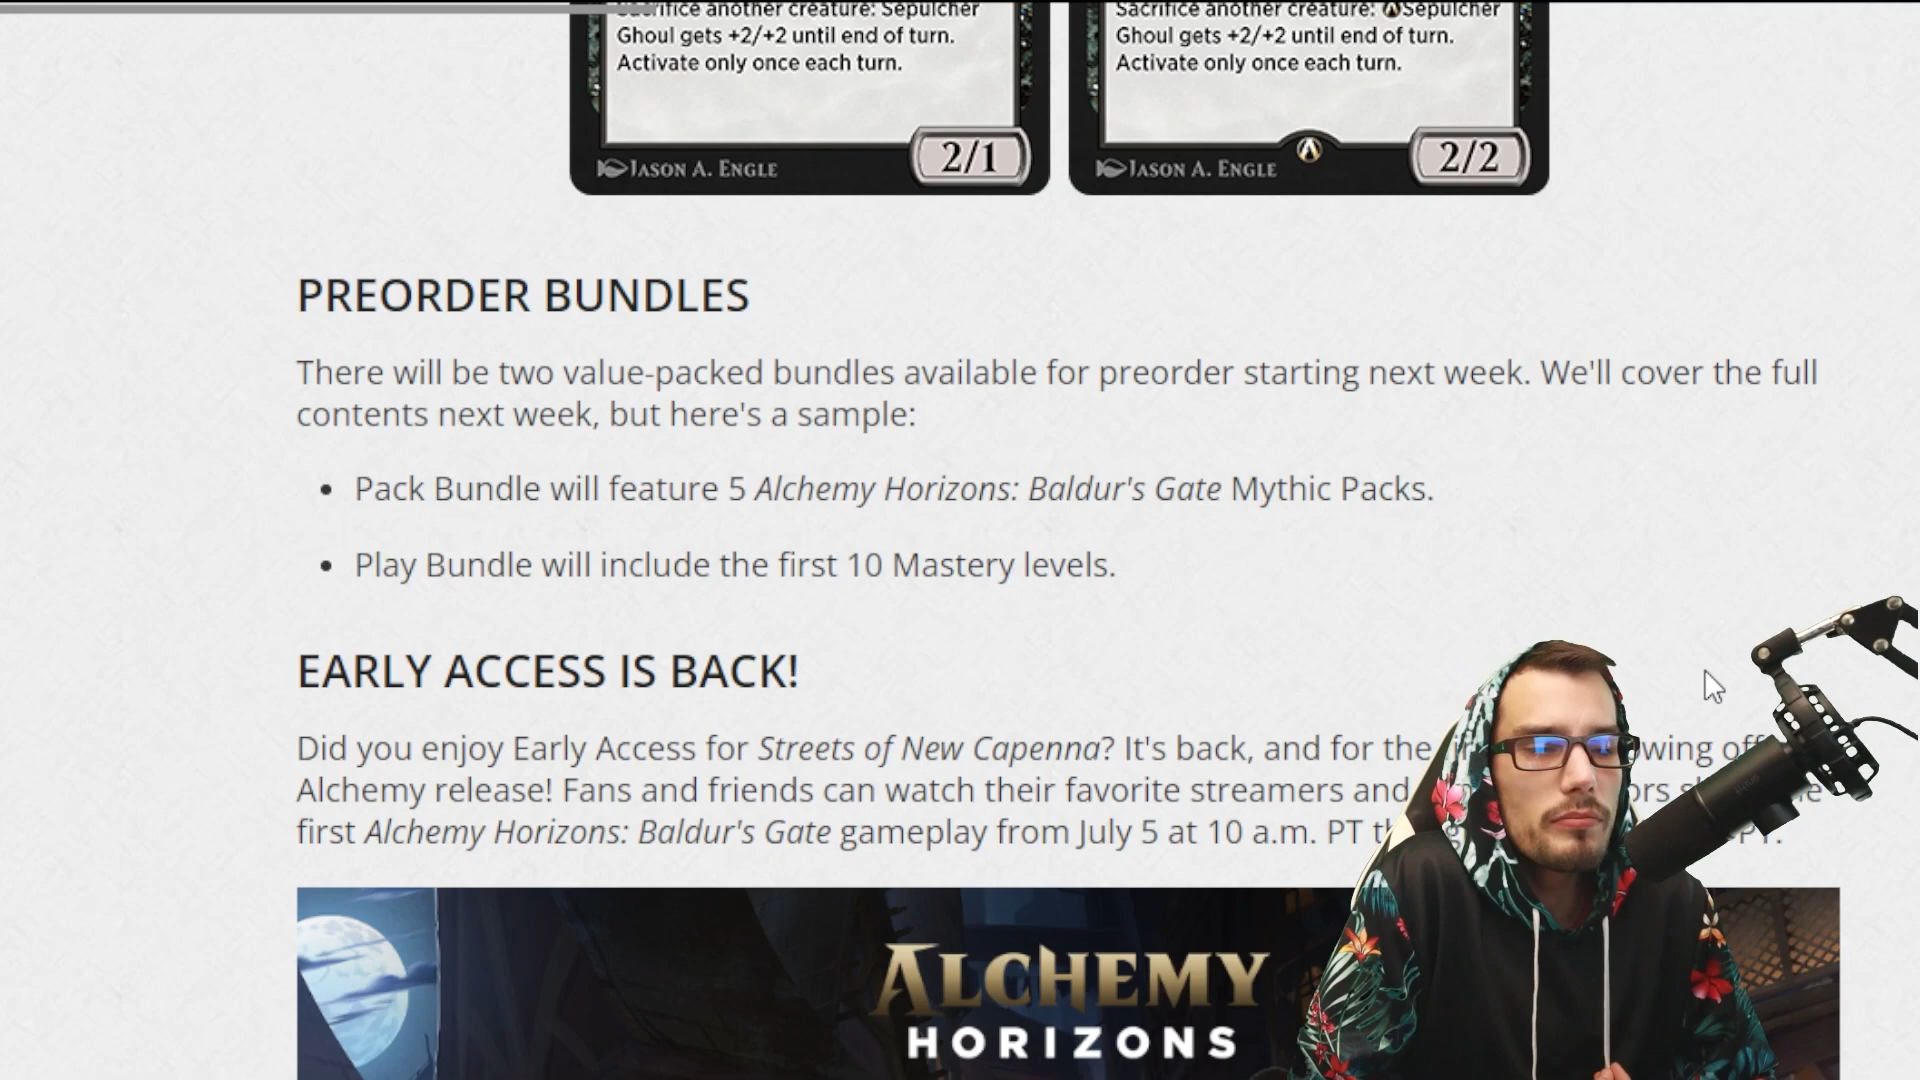 Sacrifice another creature: Sepulcher
Ghoul gets +2/+2 until end of turn.
Activate only once each turn.
JASON A. ENGLE
2/1
Sacrifice another creature: Sepulcher
Ghoul gets +2/+2 until end of turn.
Activate only once each turn.
JASON A. ENGLE
2/2
PREORDER BUNDLES
There will be two value-packed bundles available for preorder starting next week. We'll cover the full
contents next week, but here's a sample:
• Pack Bundle will feature 5 Alchemy Horizons: Baldur's Gate Mythic Packs.
• Play Bundle will include the first 10 Mastery levels.
EARLY ACCESS IS BACK!
Did you enjoy Early Access for Streets of New Capenna? It's back, and for the
Alchemy release! Fans and friends can watch their favorite streamers and
first Alchemy Horizons: Baldur's Gate gameplay from July 5 at 10 a.m. PT
ALCHEMY
HORIZONS